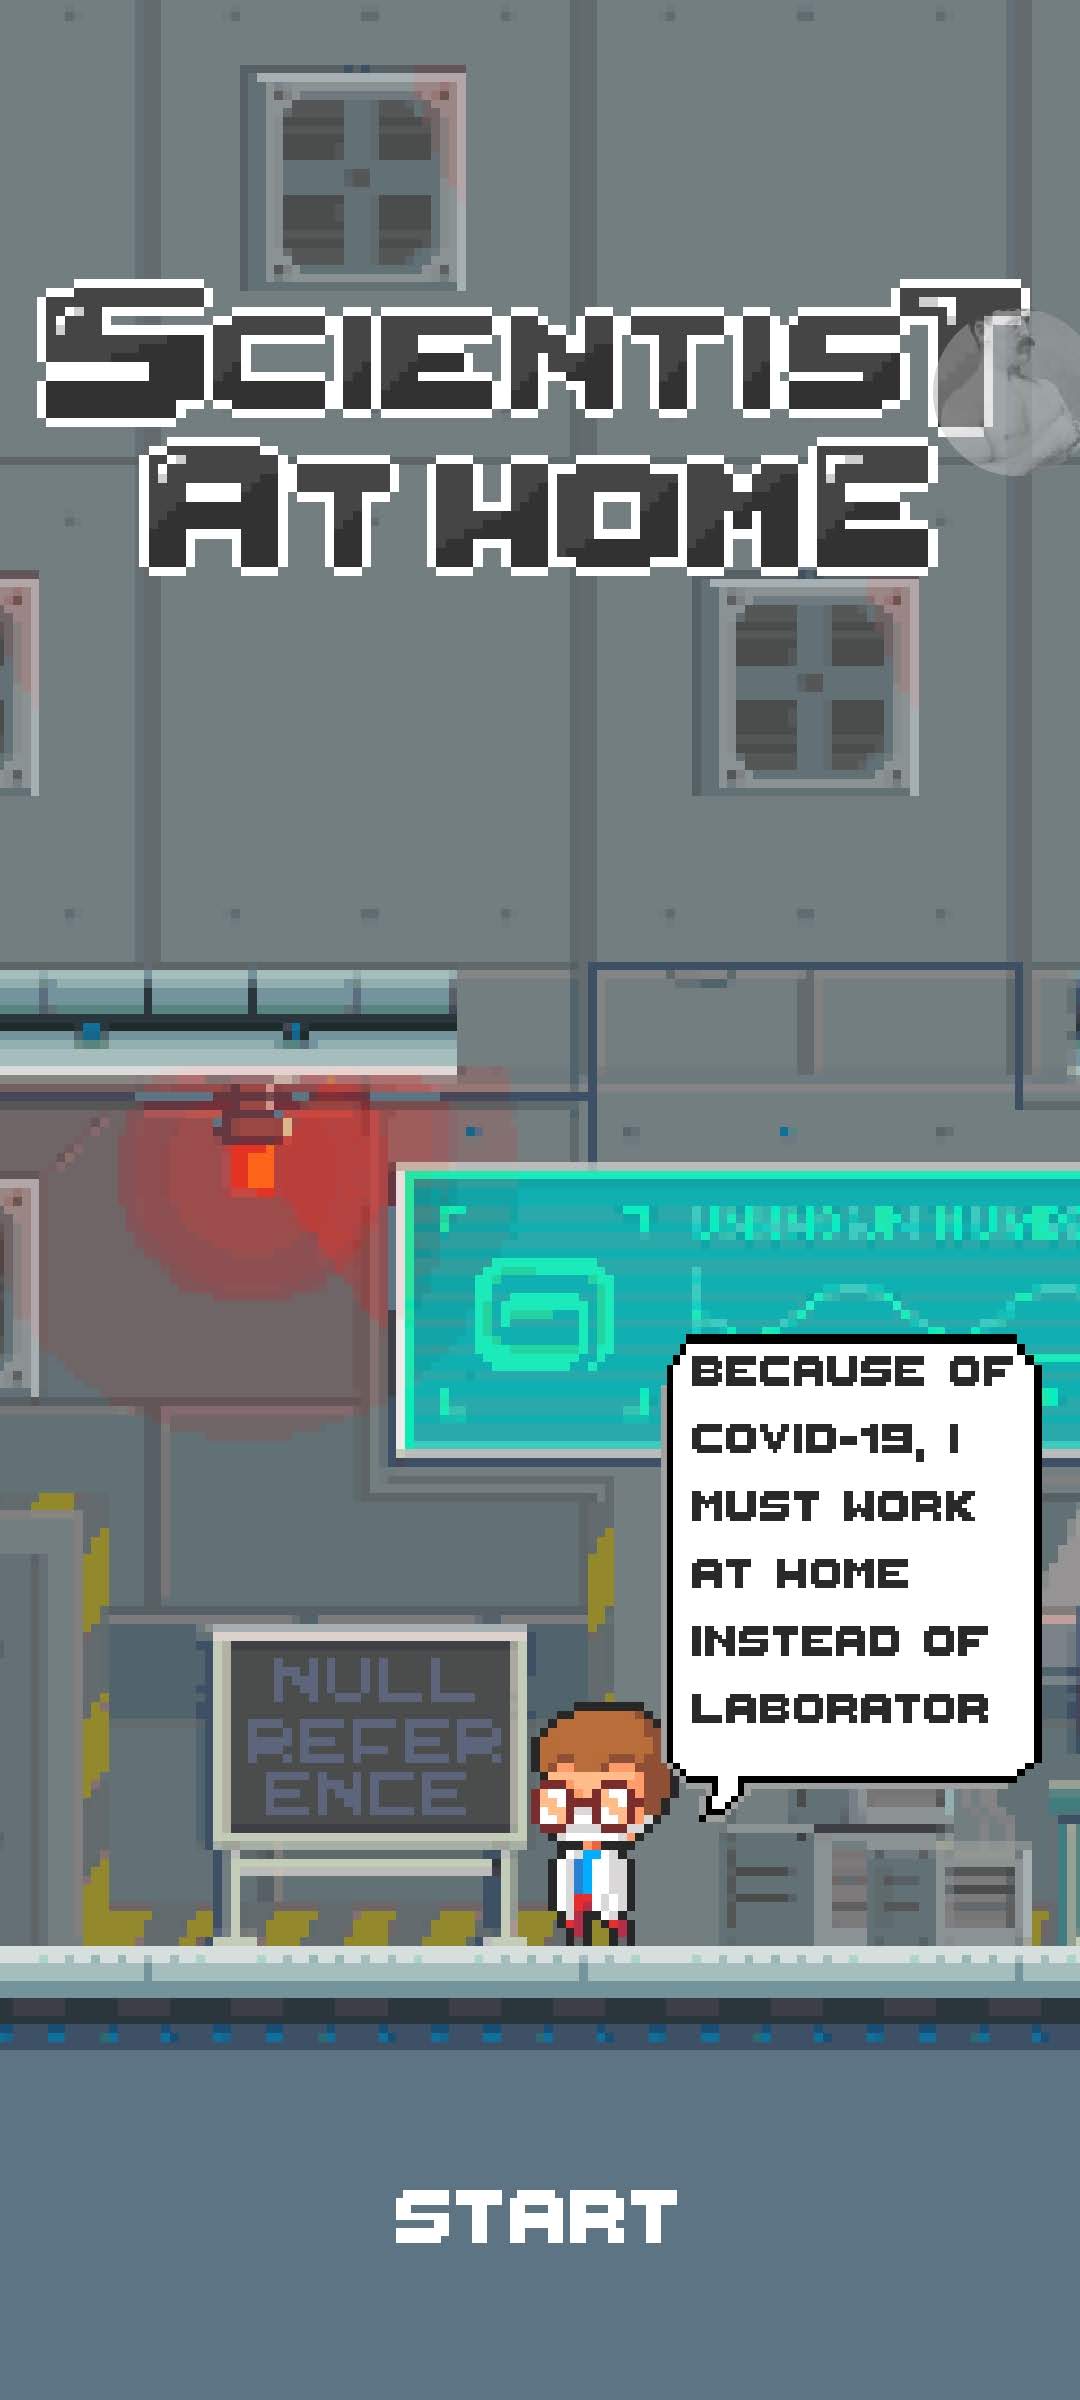 SCIENTIST
AT HOME
BECAUSE OF
COVID-19, I
MUST WORK
AT HOME
INSTEAD OF
LABORATOR
NULL
REFER
ENCE
START